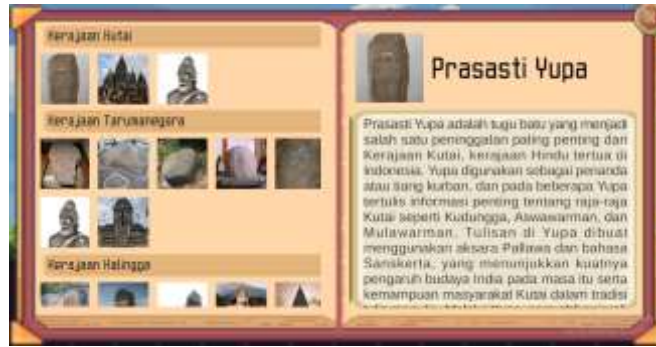 Kerajaan Kutai
Kerajaan Tarumanegara
Kerajaan Kalingga
Prasasti Yupa
Prasasti Yupa adalah tugu batu yang menjadi
salah satu peninggalan paling penting dari
Kerajaan Kutai, kerajaan Hindu tertua di
Indonesia. Yupa digunakan sebagai penanda
atau tiang kurban, dan pada beberapa Yupa
tertulis informasi penting tentang raja-raja
Kutai seperti Kudungga, Aswawarman, dan
Mulawarman. Tulisan di Yupa dibuat
menggunakan aksara Pallawa dan bahasa
Sanskerta, yang menunjukkan kuatnya
pengaruh budaya India pada masa itu serta
kemampuan masyarakat Kutai dalam tradisi